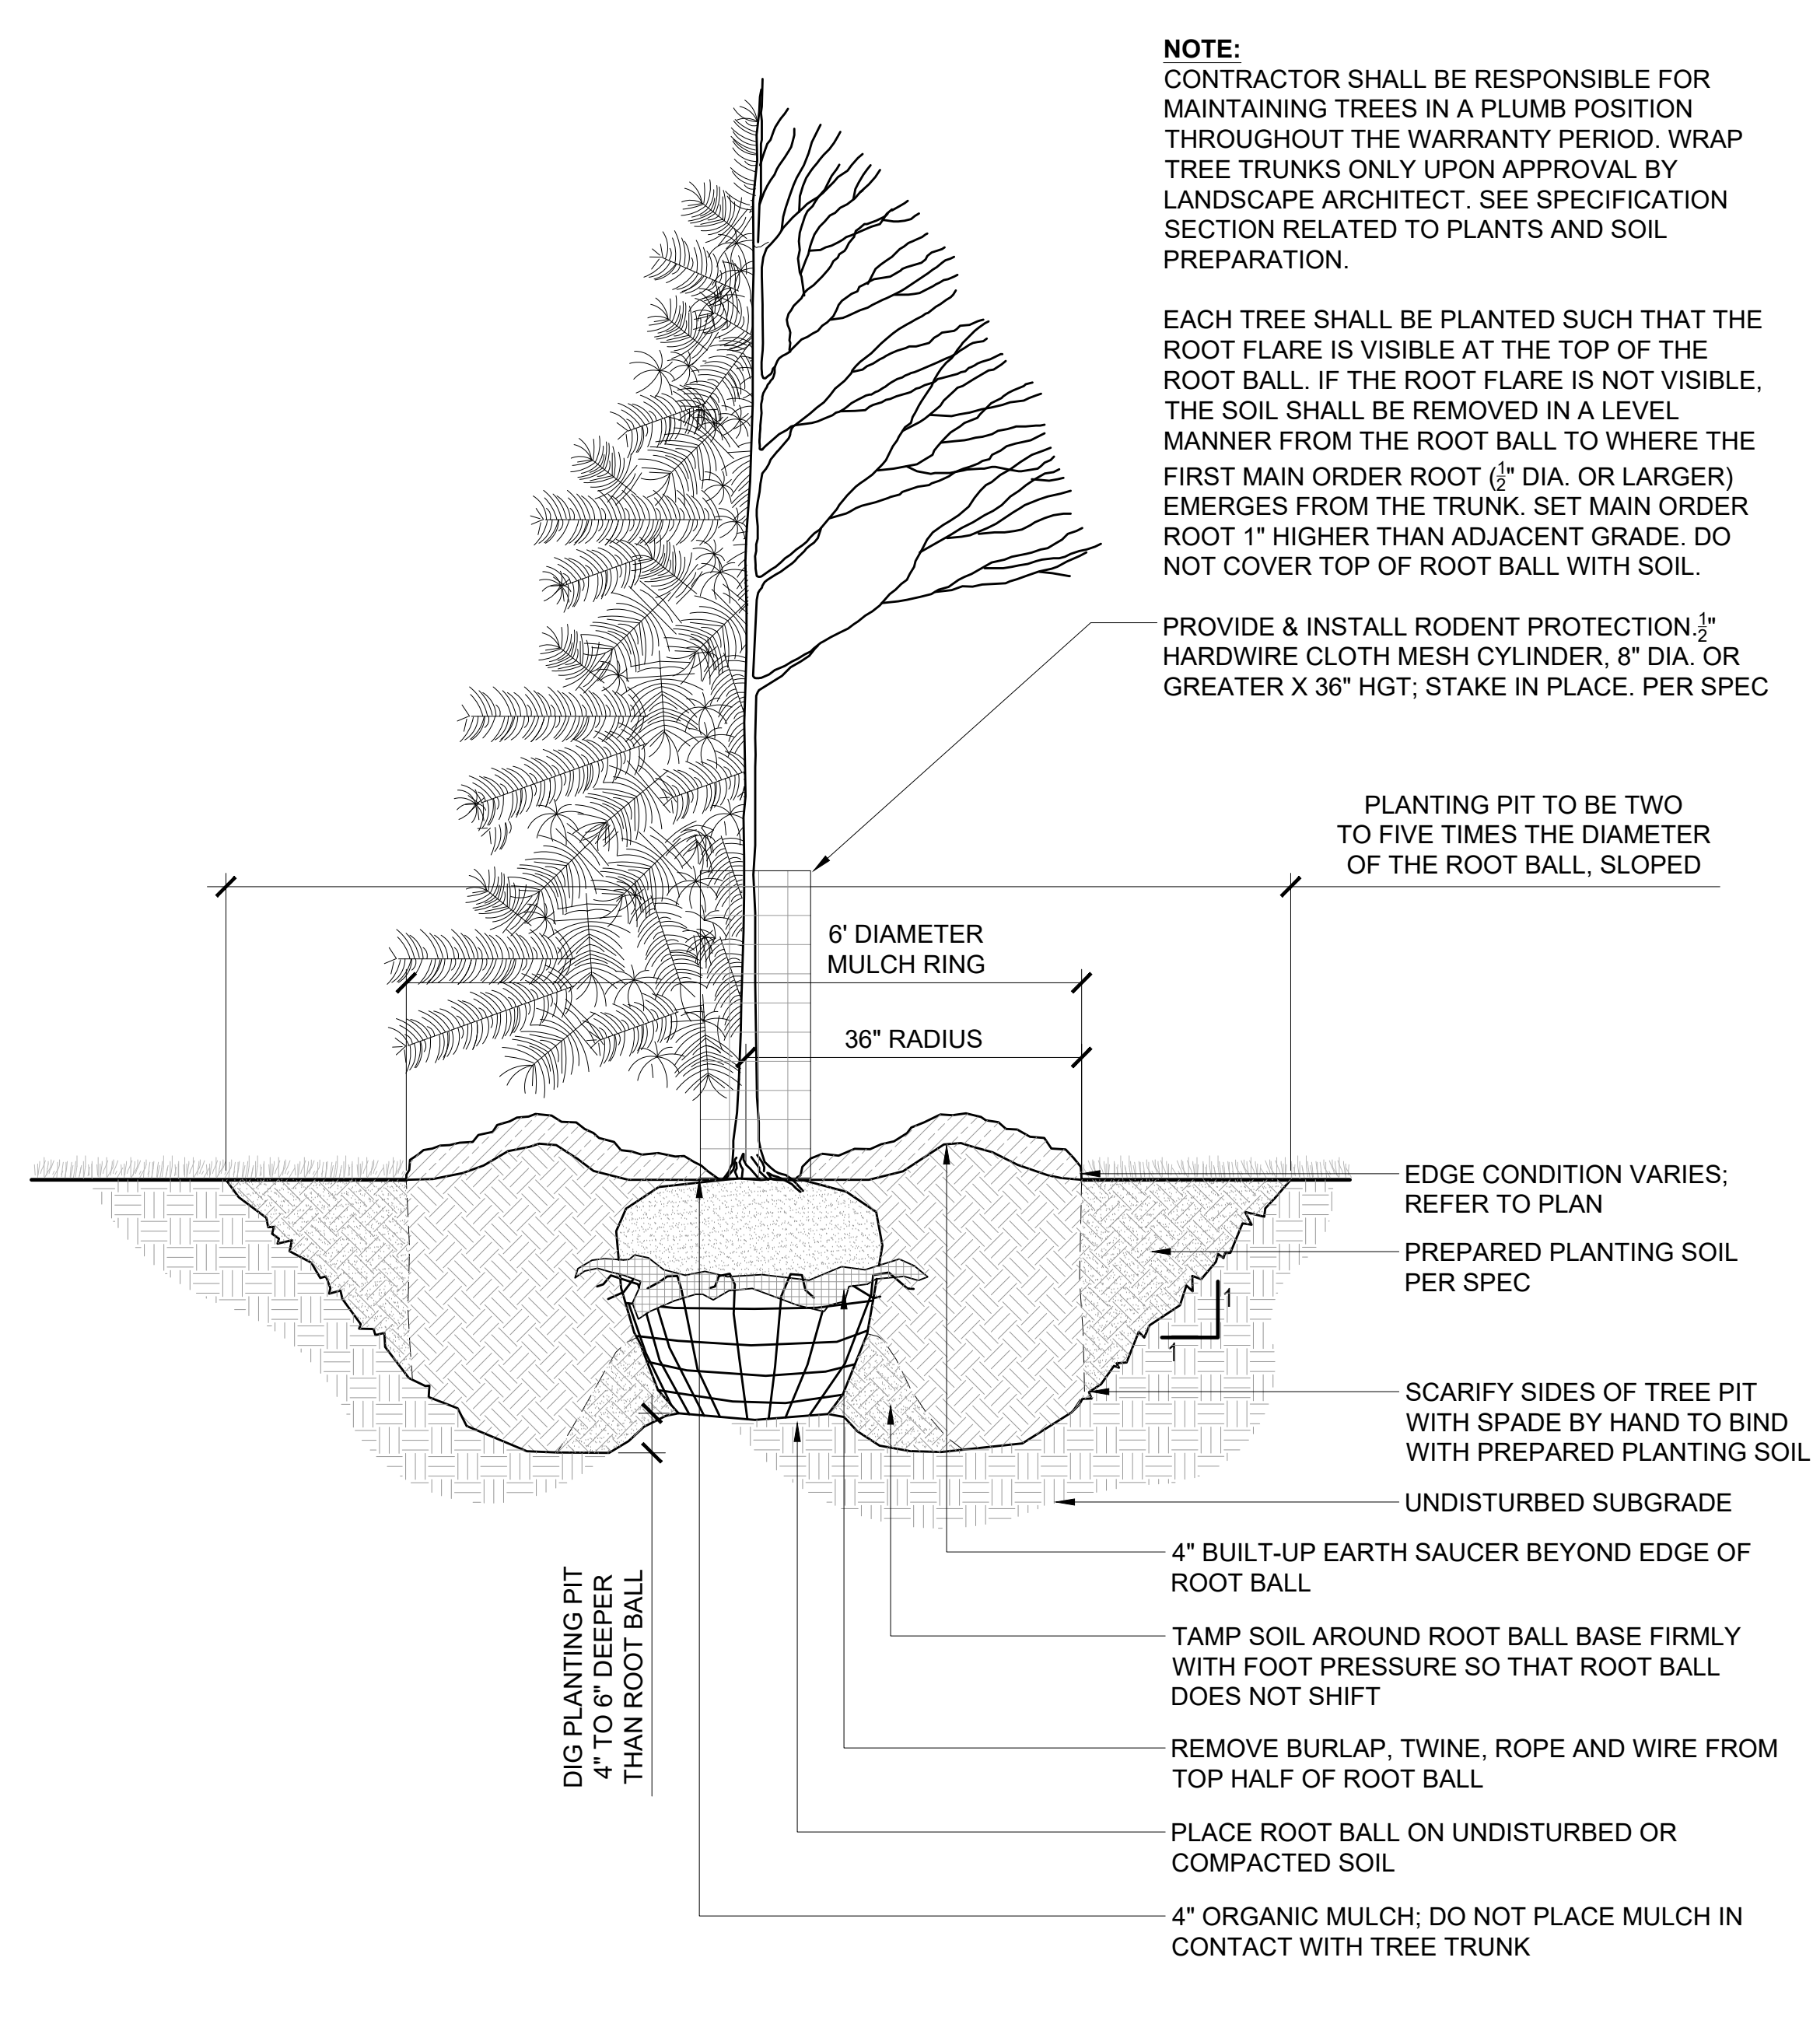 NOTE:
CONTRACTOR SHALL BE RESPONSIBLE FOR
MAINTAINING TREES IN A PLUMB POSITION
THROUGHOUT THE WARRANTY PERIOD. WRAP
TREE TRUNKS ONLY UPON APPROVAL BY
LANDSCAPE ARCHITECT. SEE SPECIFICATION
SECTION RELATED TO PLANTS AND SOIL
PREPARATION.
EACH TREE SHALL BE PLANTED SUCH THAT THE
ROOT FLARE IS VISIBLE AT THE TOP OF THE
ROOT BALL. IF THE ROOT FLARE IS NOT VISIBLE,
THE SOIL SHALL BE REMOVED IN A LEVEL
MANNER FROM THE ROOT BALL TO WHERE THE
FIRST MAIN ORDER ROOT (1/2" DIA. OR LARGER)
EMERGES FROM THE TRUNK. SET MAIN ORDER
ROOT 1" HIGHER THAN ADJACENT GRADE. DO
NOT COVER TOP OF ROOT BALL WITH SOIL.
PROVIDE & INSTALL RODENT PROTECTION.1/2"
HARDWIRE CLOTH MESH CYLINDER, 8" DIA. OR
GREATER X 36" HGT; STAKE IN PLACE. PER SPEC
PLANTING PIT TO BE TWO
TO FIVE TIMES THE DIAMETER
OF THE ROOT BALL, SLOPED
6' DIAMETER
MULCH RING
36" RADIUS
EDGE CONDITION VARIES;
REFER TO PLAN
PREPARED PLANTING SOIL
PER SPEC
1
1
SCARIFY SIDES OF TREE PIT
WITH SPADE BY HAND TO BIND
WITH PREPARED PLANTING SOIL
UNDISTURBED SUBGRADE
4" BUILT-UP EARTH SAUCER BEYOND EDGE OF
ROOT BALL
DIG PLANTING PIT
4" TO 6" DEEPER
THAN ROOT BALL
TAMP SOIL AROUND ROOT BALL BASE FIRMLY
WITH FOOT PRESSURE SO THAT ROOT BALL
DOES NOT SHIFT
REMOVE BURLAP, TWINE, ROPE AND WIRE FROM
TOP HALF OF ROOT BALL
PLACE ROOT BALL ON UNDISTURBED OR
COMPACTED SOIL
4" ORGANIC MULCH; DO NOT PLACE MULCH IN
CONTACT WITH TREE TRUNK